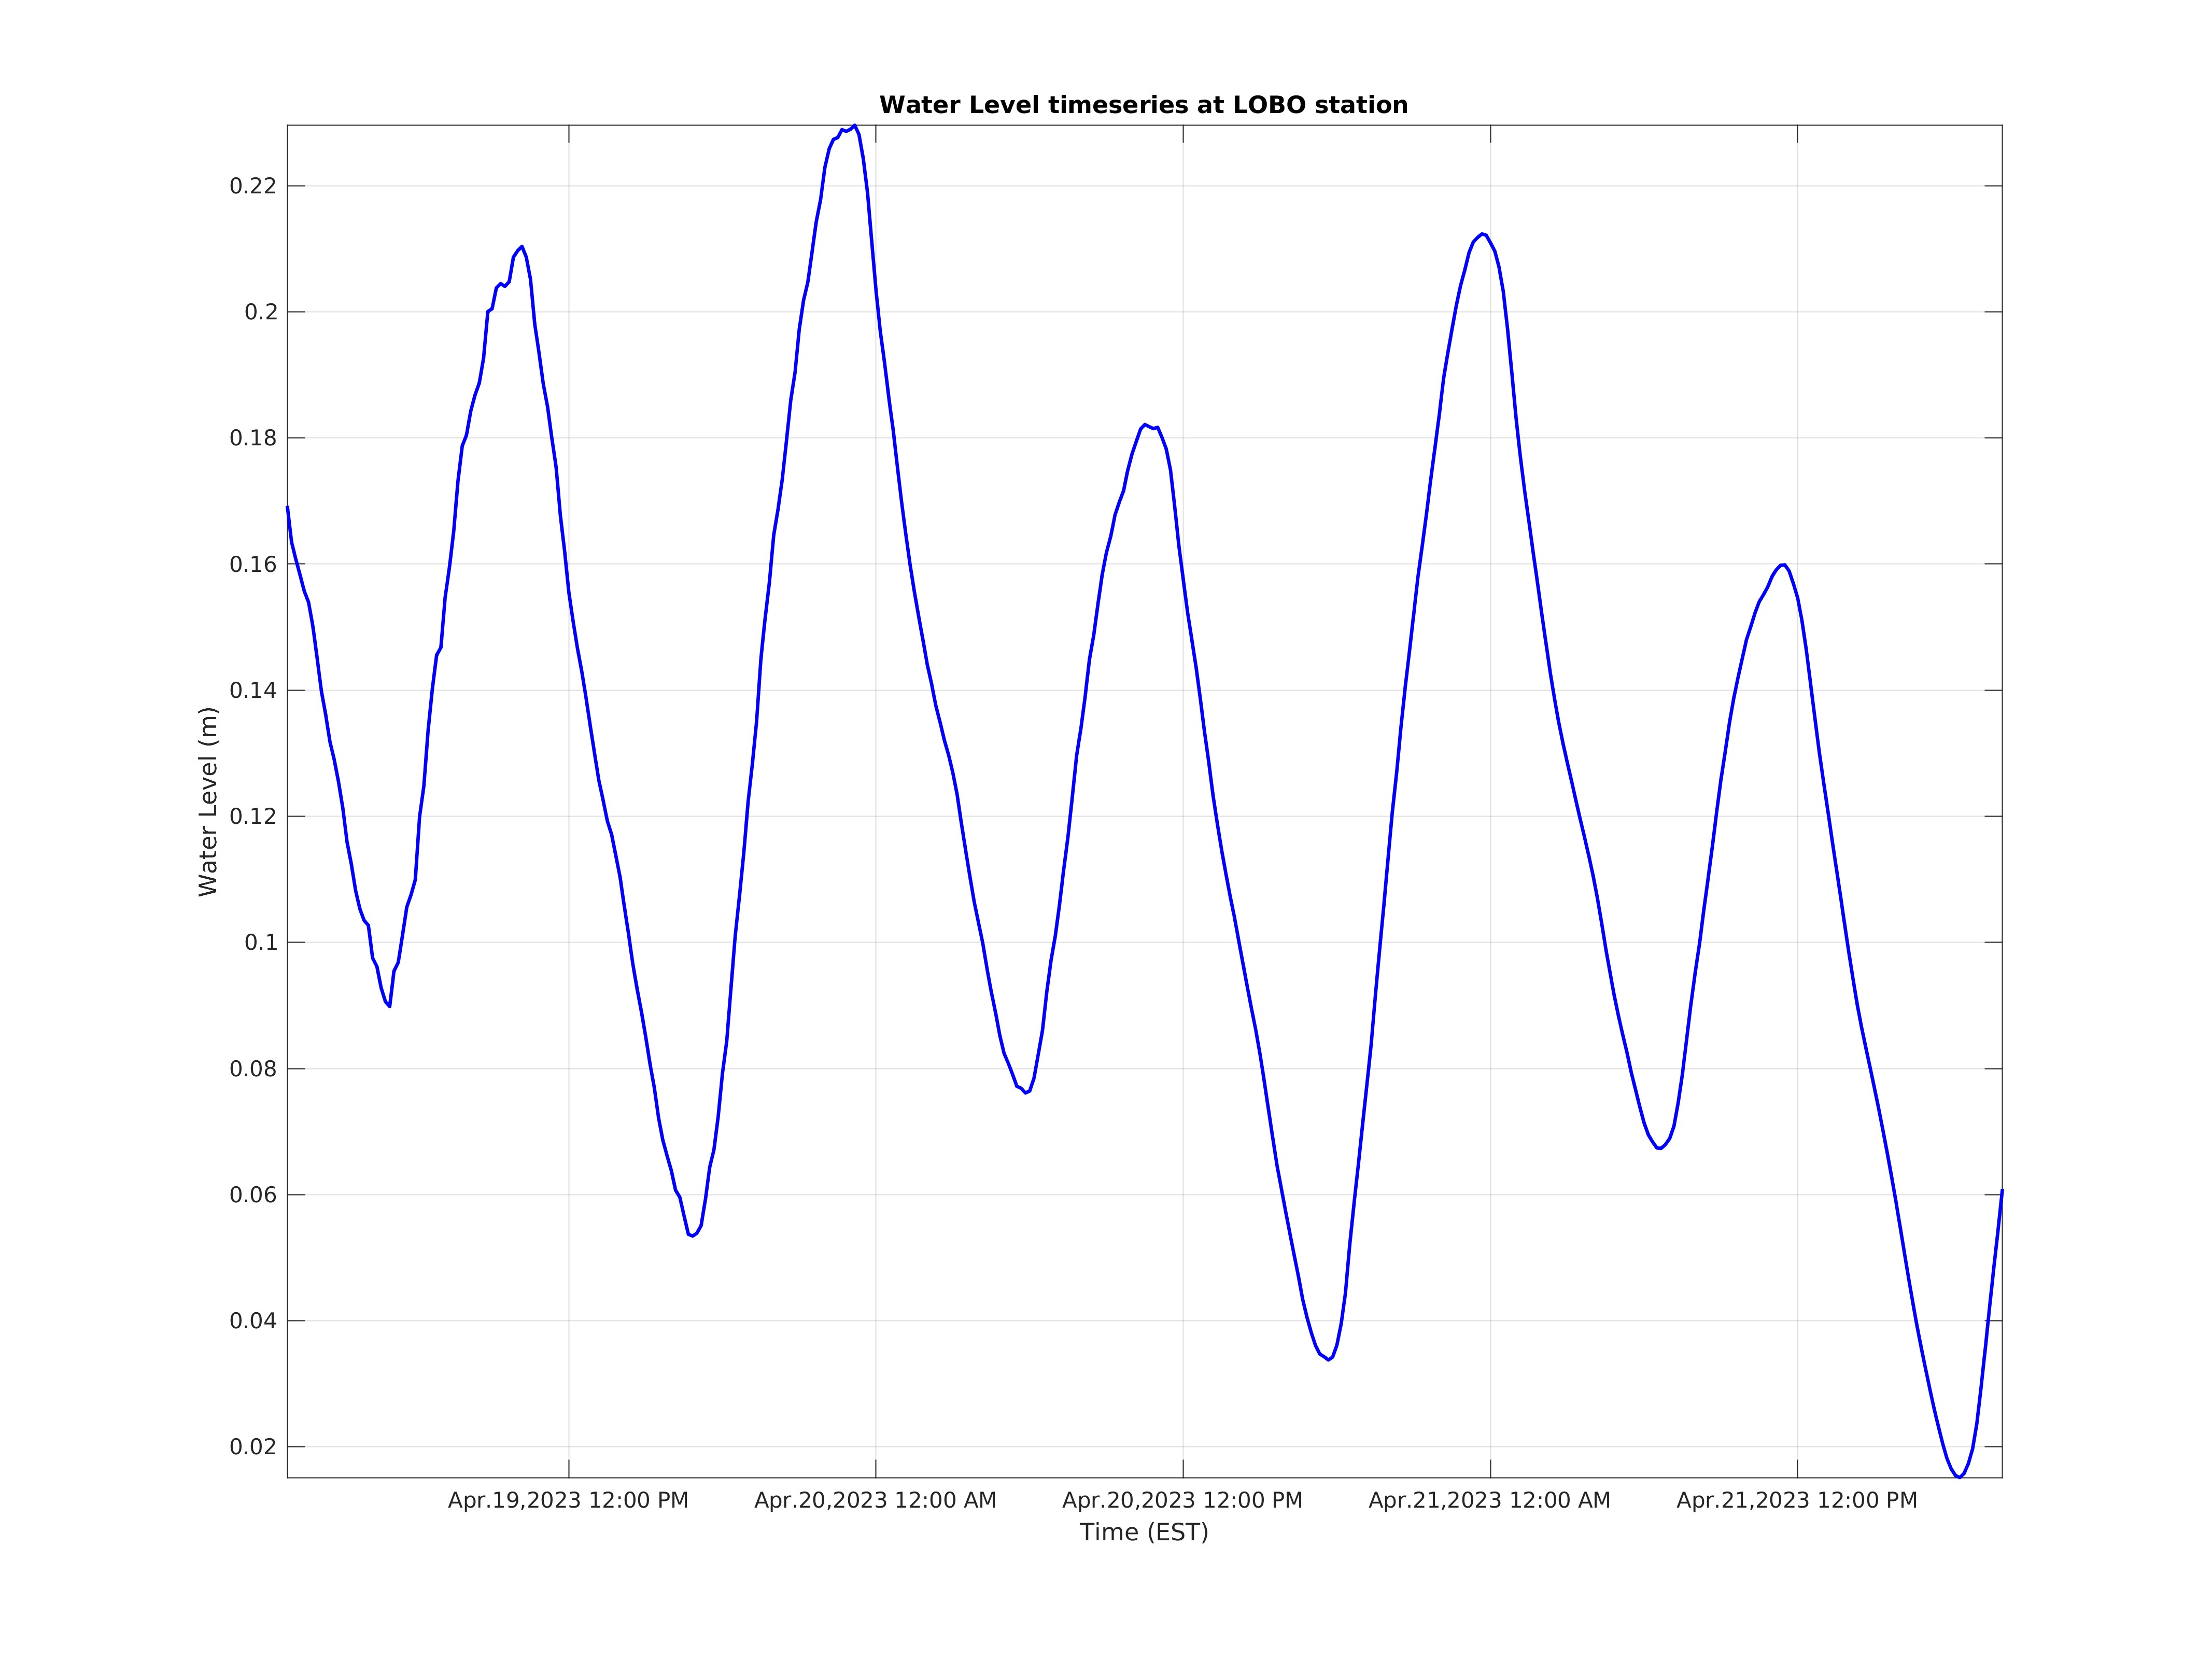 Water Level timeseries at LOBO station
0.22
0.2
0.18
0.16
0.14
0.12
0.1
0.08
0.06
0.04
0.02
Water Level (m)
Apr.19,2023 12:00 PM
Apr.20,2023 12:00 AM
Apr.20,2023 12:00 PM
Apr.21,2023 12:00 AM
Apr.21,2023 12:00 PM
Time (EST)